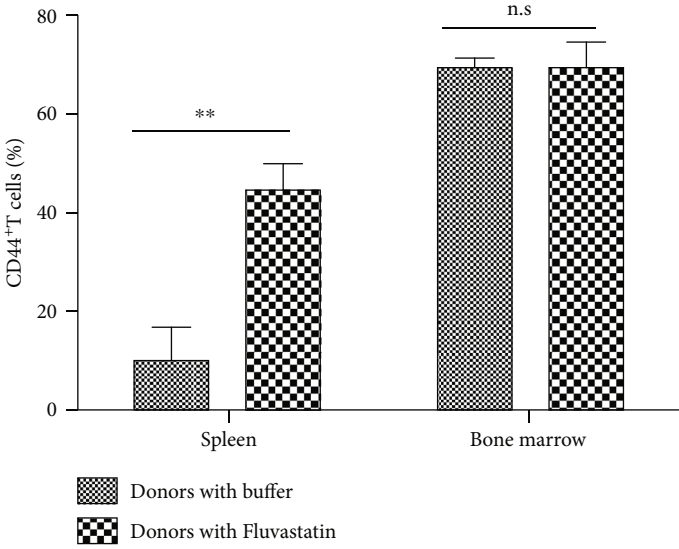 CD44⁺T cells (%)
80
60
40
20
0
**
n.s
Spleen
Bone marrow
Donors with buffer
Donors with Fluvastatin